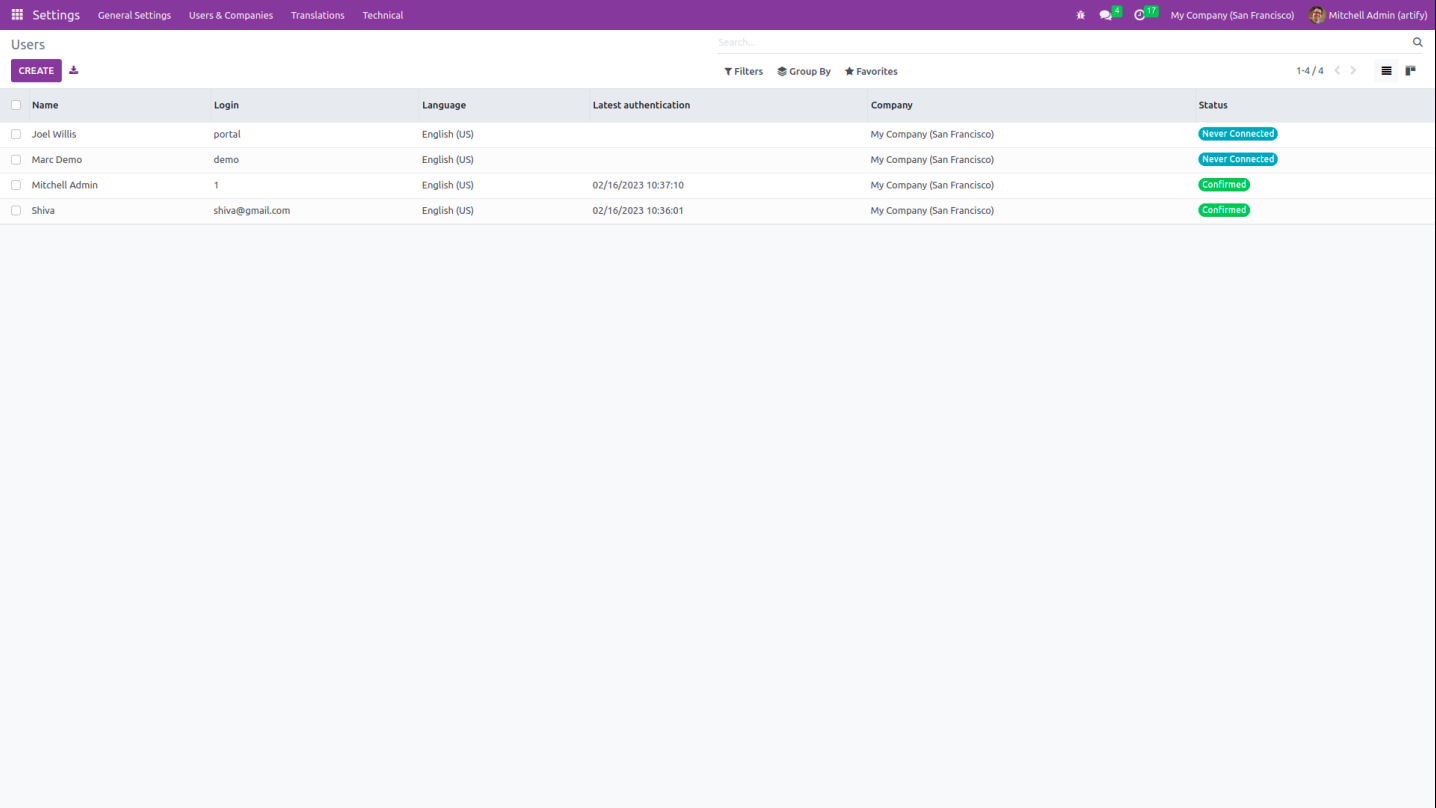 Settings General Settings Users & Companies Translations Technical 4 17 My Company (San Francisco) Mitchell Admin (artify)
Users Search...
CREATE Filters Group By Favorites 1-4 / 4
Name Login Language Latest authentication Company Status
Joel Willis portal English (US) My Company (San Francisco) Never Connected
Marc Demo demo English (US) My Company (San Francisco) Never Connected
Mitchell Admin 1 English (US) 02/16/2023 10:37:10 My Company (San Francisco) Confirmed
Shiva shiva@gmail.com English (US) 02/16/2023 10:36:01 My Company (San Francisco) Confirmed